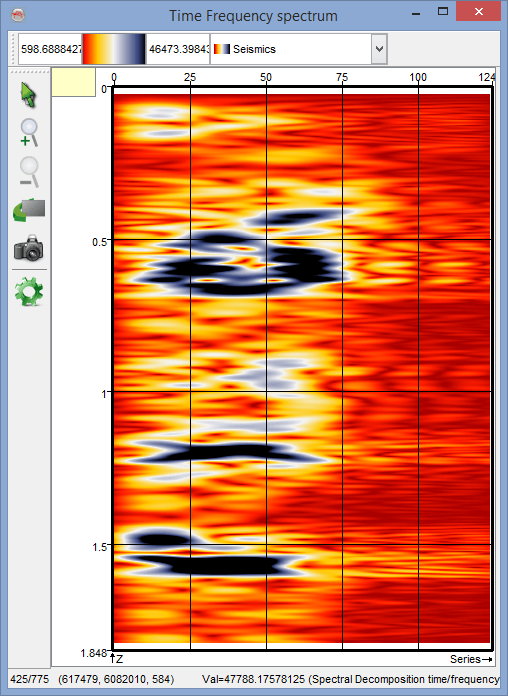 Time Frequency spectrum
598.6888427
46473.39843
Seismics
0 25 50 75 100 124
0
0.5
1
1.5
1.848
Z
Series
425/775 (617479, 6082010, 584) Val=47788.17578125 (Spectral Decomposition time/frequency